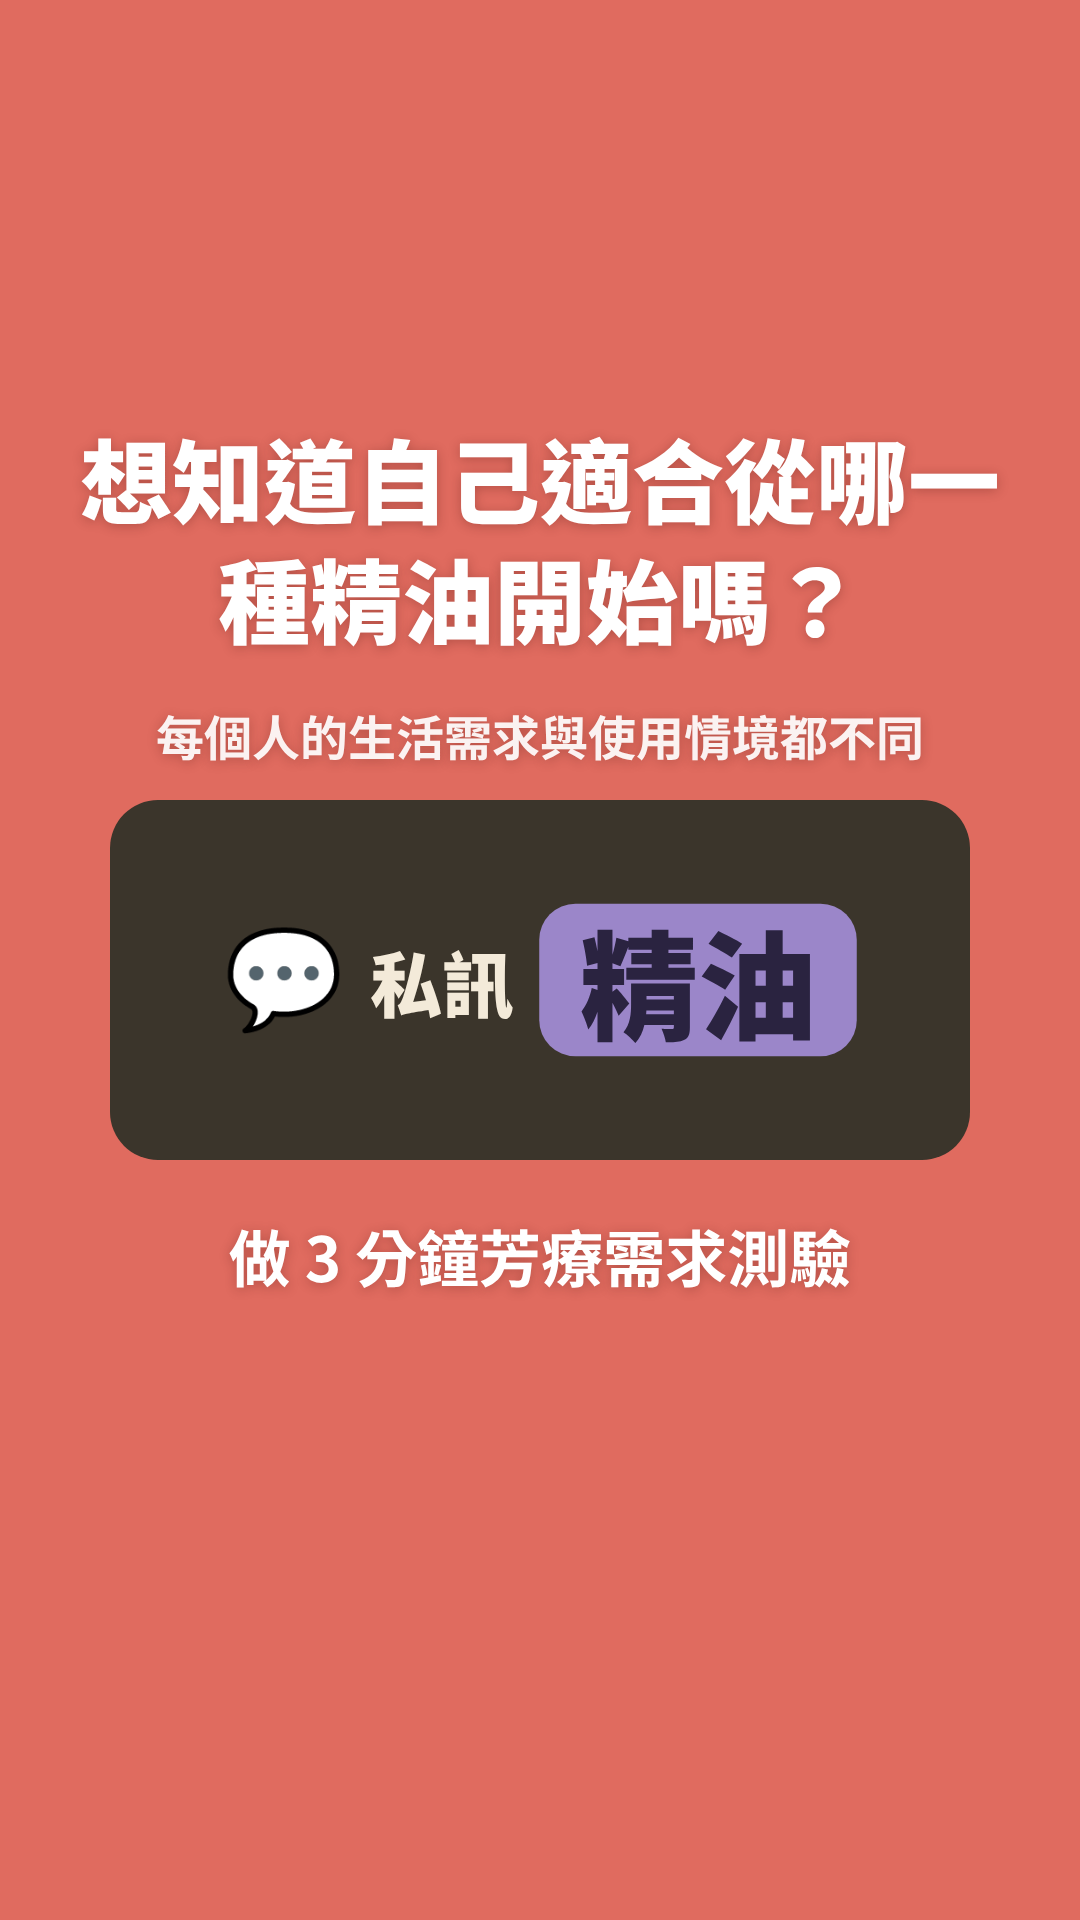 想知道自己適合從哪一
種精油開始嗎？
每個人的生活需求與使用情境都不同
💬 私訊 精油
做 3 分鐘芳療需求測驗